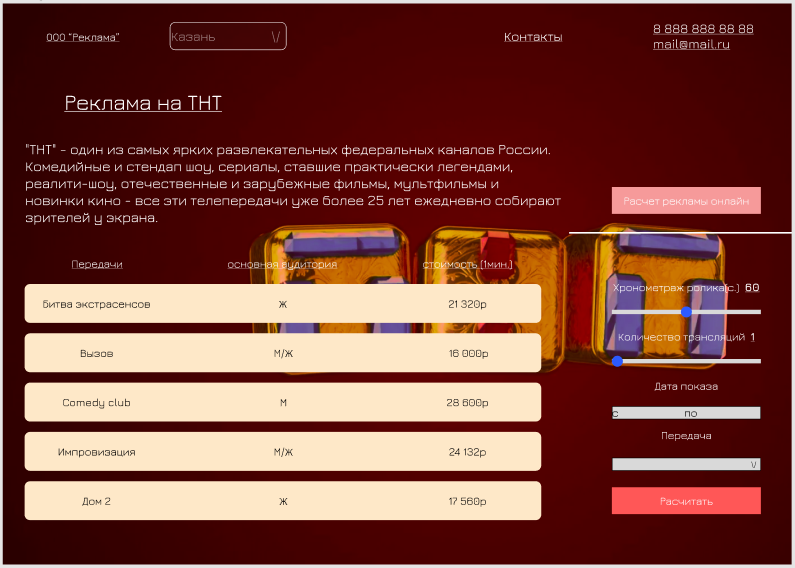 ООО "Реклама"
Казань \/
Контакты
8 888 888 88 88
mail@mail.ru
Реклама на ТНТ
"ТНТ" - один из самых ярких развлекательных федеральных каналов России.
Комедийные и стендап шоу, сериалы, ставшие практически легендами,
реалити-шоу, отечественные и зарубежные фильмы, мультфильмы и
новинки кино - все эти телепередачи уже более 25 лет ежедневно собирают
зрителей у экрана.
Передачи основная аудитория стоимость (1мин.)
Битва экстрасенсов Ж 21 320р
Вызов М/Ж 16 000р
Comedy club М 28 600р
Импровизация М/Ж 24 132р
Дом 2 Ж 17 560р
Расчет рекламы онлайн
Хронометраж ролика(с.) 60
Количество трансляций 1
Дата показа
с по
Передача
\/
Расчитать